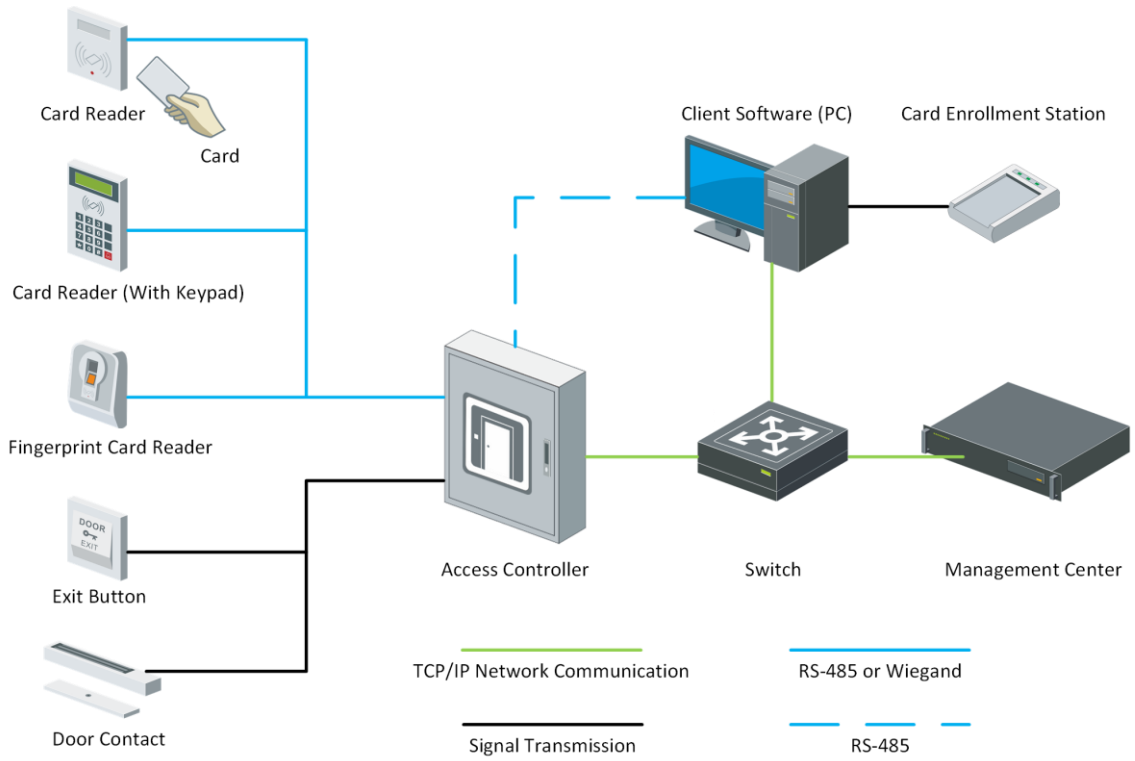 Card Reader
Card
Client Software (PC)
Card Enrollment Station
Card Reader (With Keypad)
Fingerprint Card Reader
DOOR
EXIT
Exit Button
Access Controller
Switch
Management Center
TCP/IP Network Communication
RS-485 or Wiegand
Door Contact
Signal Transmission
RS-485